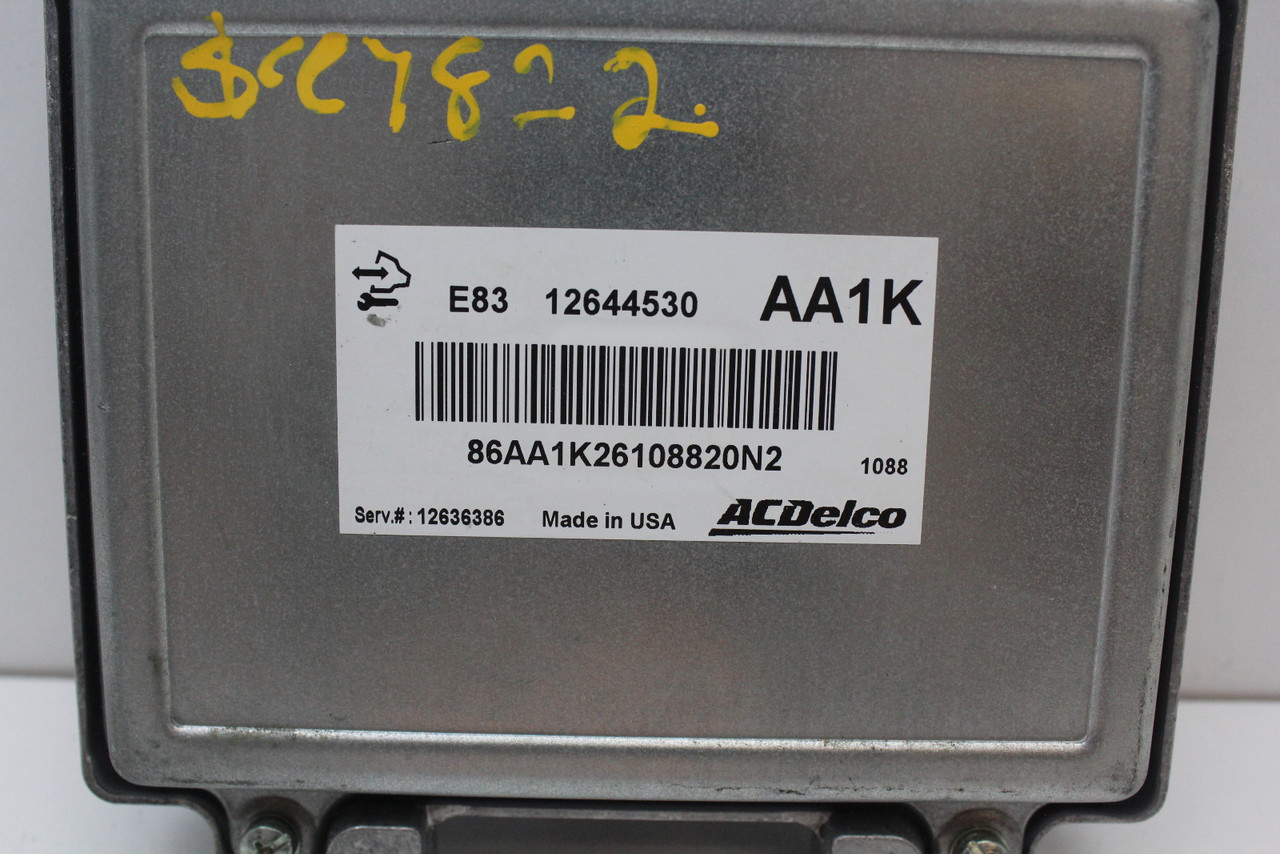 E83 12644530 AA1K
86AA1K26108820N2
1088
Serv.#: 12636386 Made in USA ACDelco